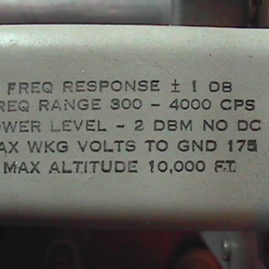 FREQ RESPONSE ± 1 DB
REQ RANGE 300 - 4000 CPS
OWER LEVEL - 2 DBM NO DC
AX WKG VOLTS TO GND 175
MAX ALTITUDE 10,000 FT.